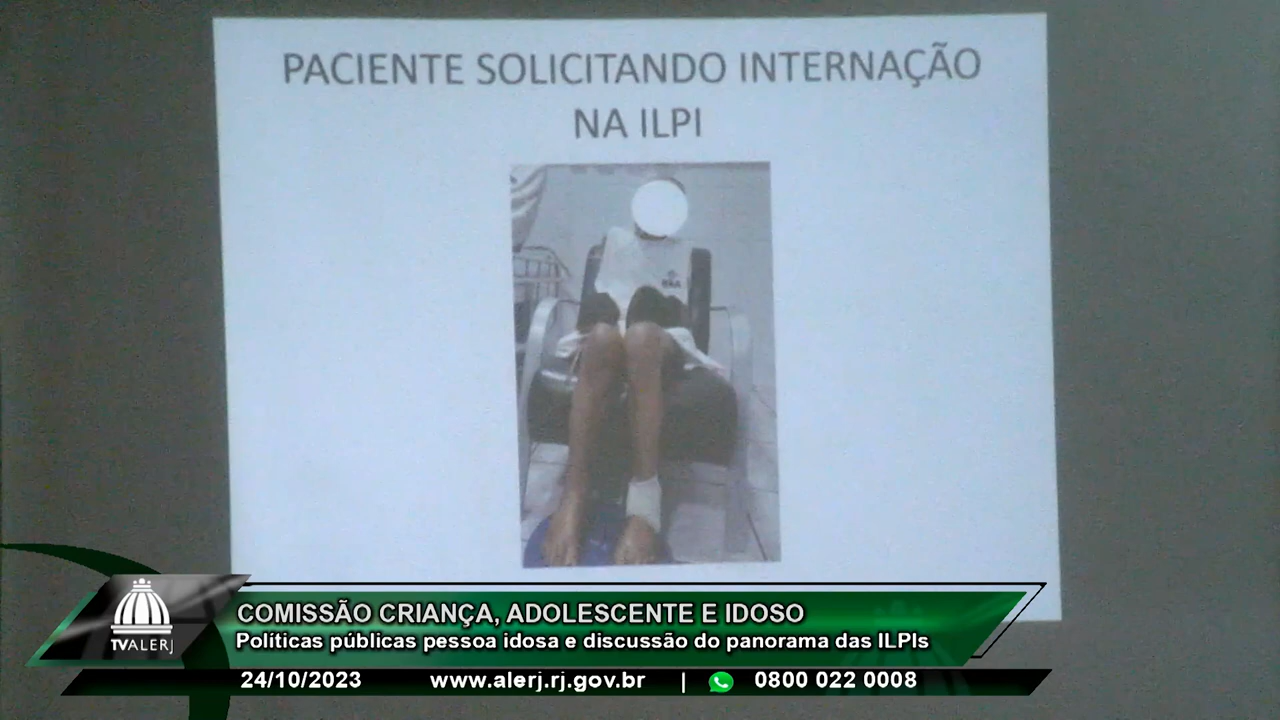 PACIENTE SOLICITANDO INTERNAÇÃO
NA ILPI
TVALERJ
COMISSÃO CRIANÇA, ADOLESCENTE E IDOSO
Políticas públicas pessoa idosa e discussão do panorama das ILPIs
24/10/2023 www.alerj.rj.gov.br | 0800 022 0008